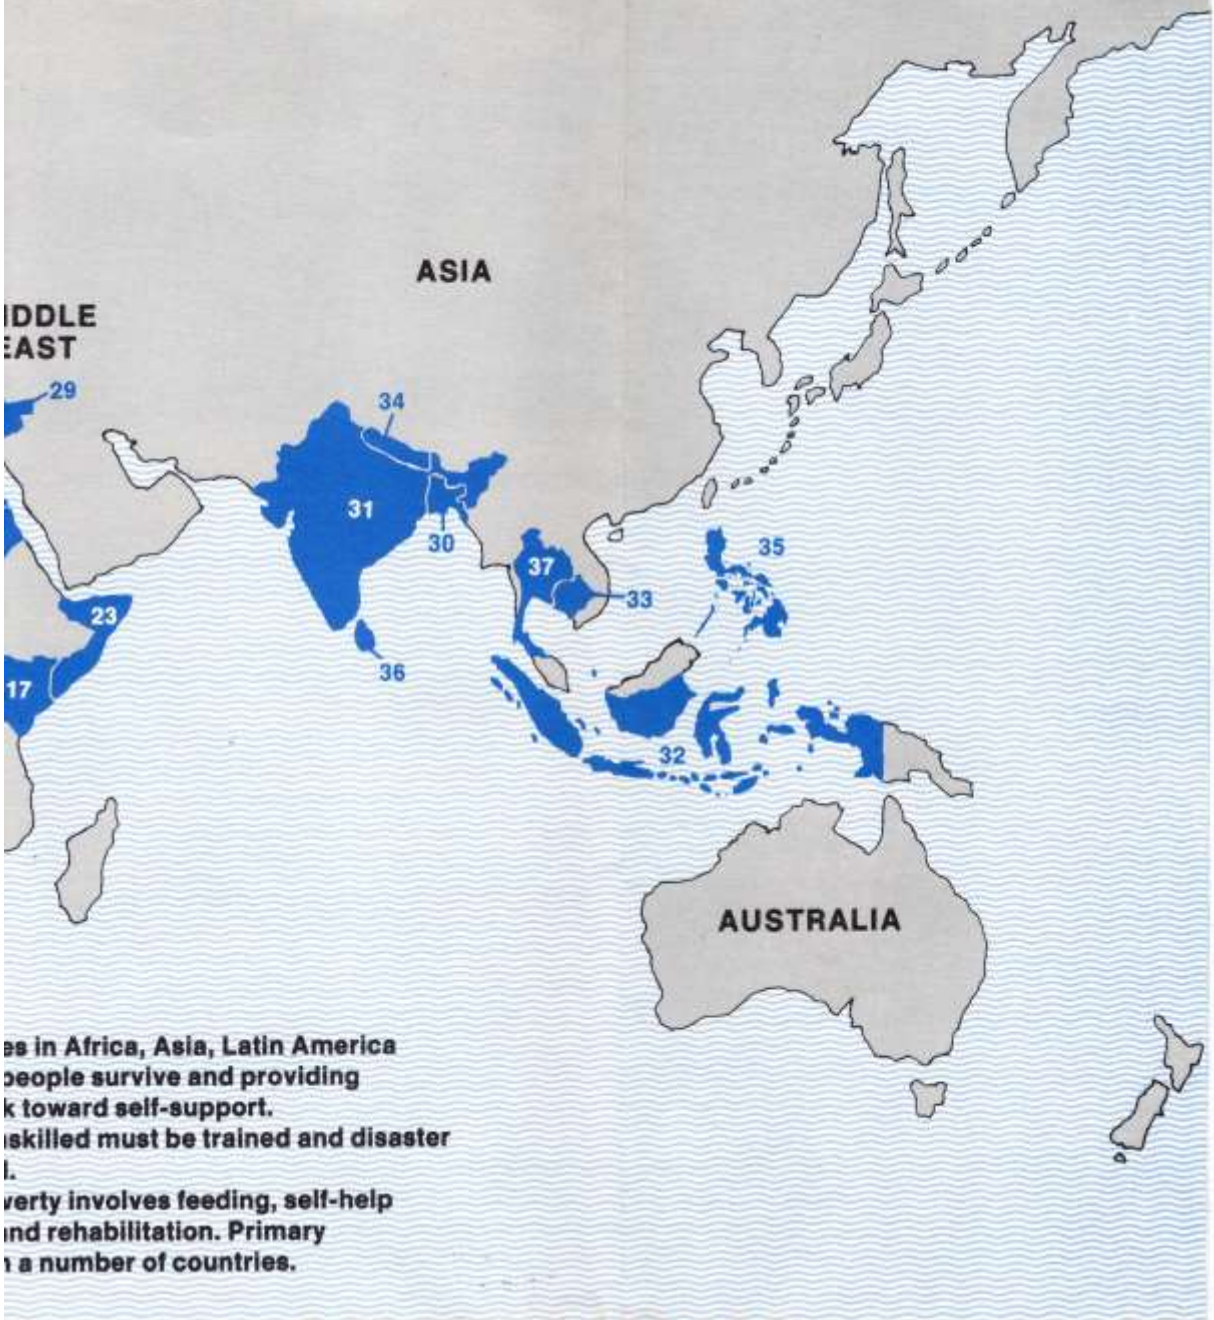 ASIA
IDDLE
EAST
29
34
31
30
35
37
33
23
36
17
32
AUSTRALIA
es in Africa, Asia, Latin America
people survive and providing
k toward self-support.
skilled must be trained and disaster
l.
verty involves feeding, self-help
and rehabilitation. Primary
a number of countries.